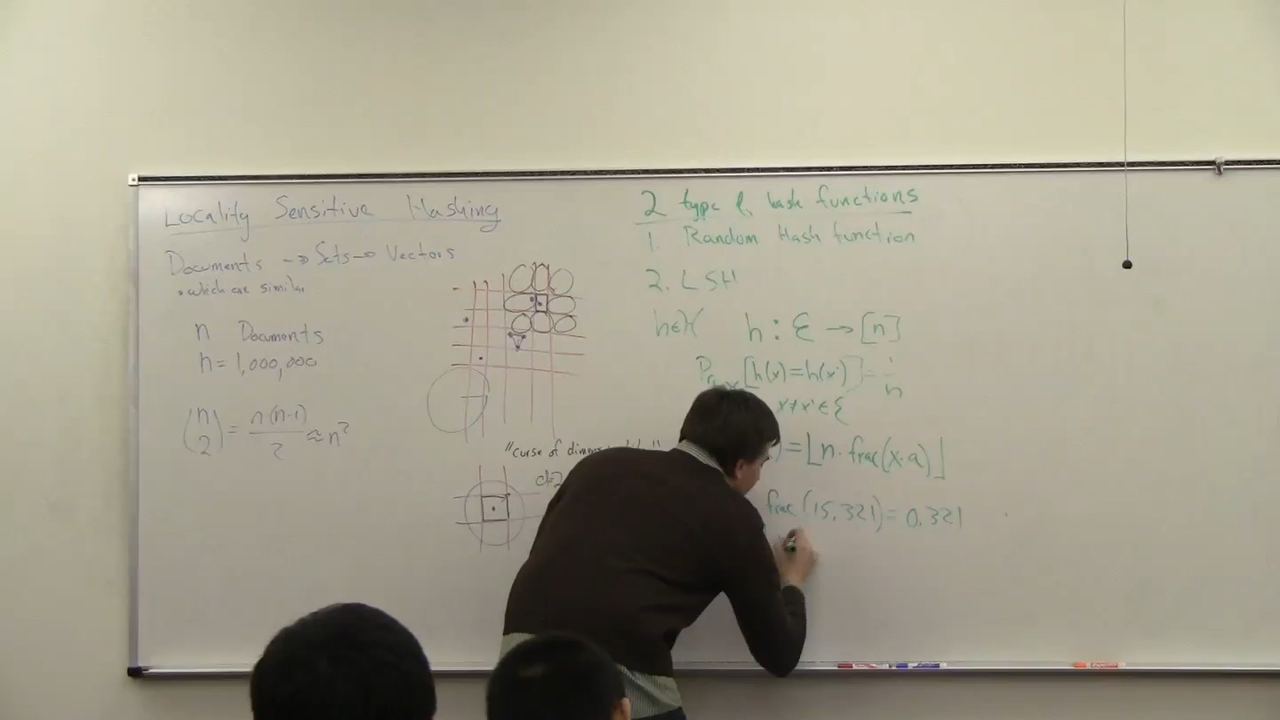 Locality Sensitive Hashing
Documents → Sets → Vectors
• which are similar
n Documents
n = 1,000,000
(n 2) = n(n-1)/2 ≈ n²
"curse of
d=2
2 type of hash functions
1. Random Hash function
2. LSH
h∈H h : Ɛ → [n]
[h(x)=h(x')] = 1/n
x≠x'∈Ɛ
= ⌊n · frac(x·a)⌋
frac(15.321) = 0.321